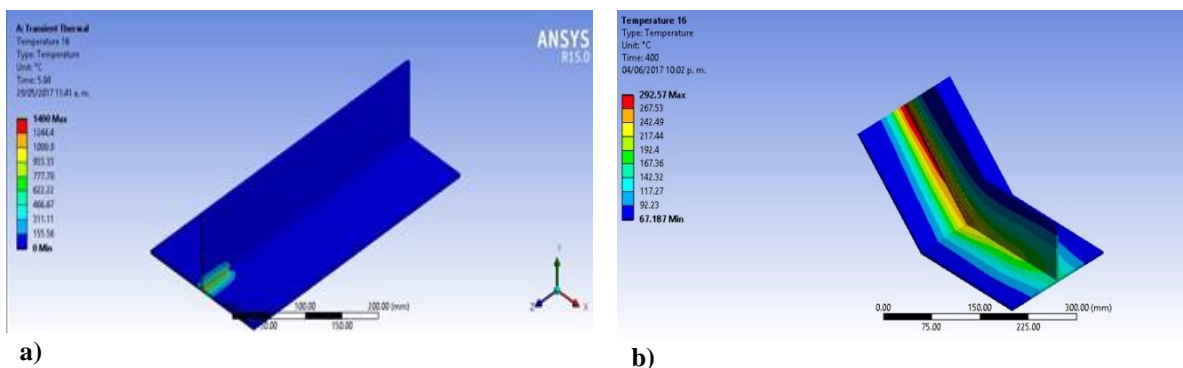 A: Transient Thermal
Temperature 16
Type: Temperature
Unit: °C
Time: 5.04
29/05/2017 11:41 a. m.
1400 Max
1244.4
1088.9
933.33
777.78
622.22
466.67
311.11
155.56
0 Min
ANSYS
R15.0
Y
Z
X
100.00
200.00 (mm)
50.00
150.00
a)
Temperature 16
Type: Temperature
Unit: °C
Time: 400
04/06/2017 10:02 p. m.
292.57 Max
267.53
242.49
217.44
192.4
167.36
142.32
117.27
92.23
67.187 Min
0.00
150.00
300.00 (mm)
75.00
225.00
b)